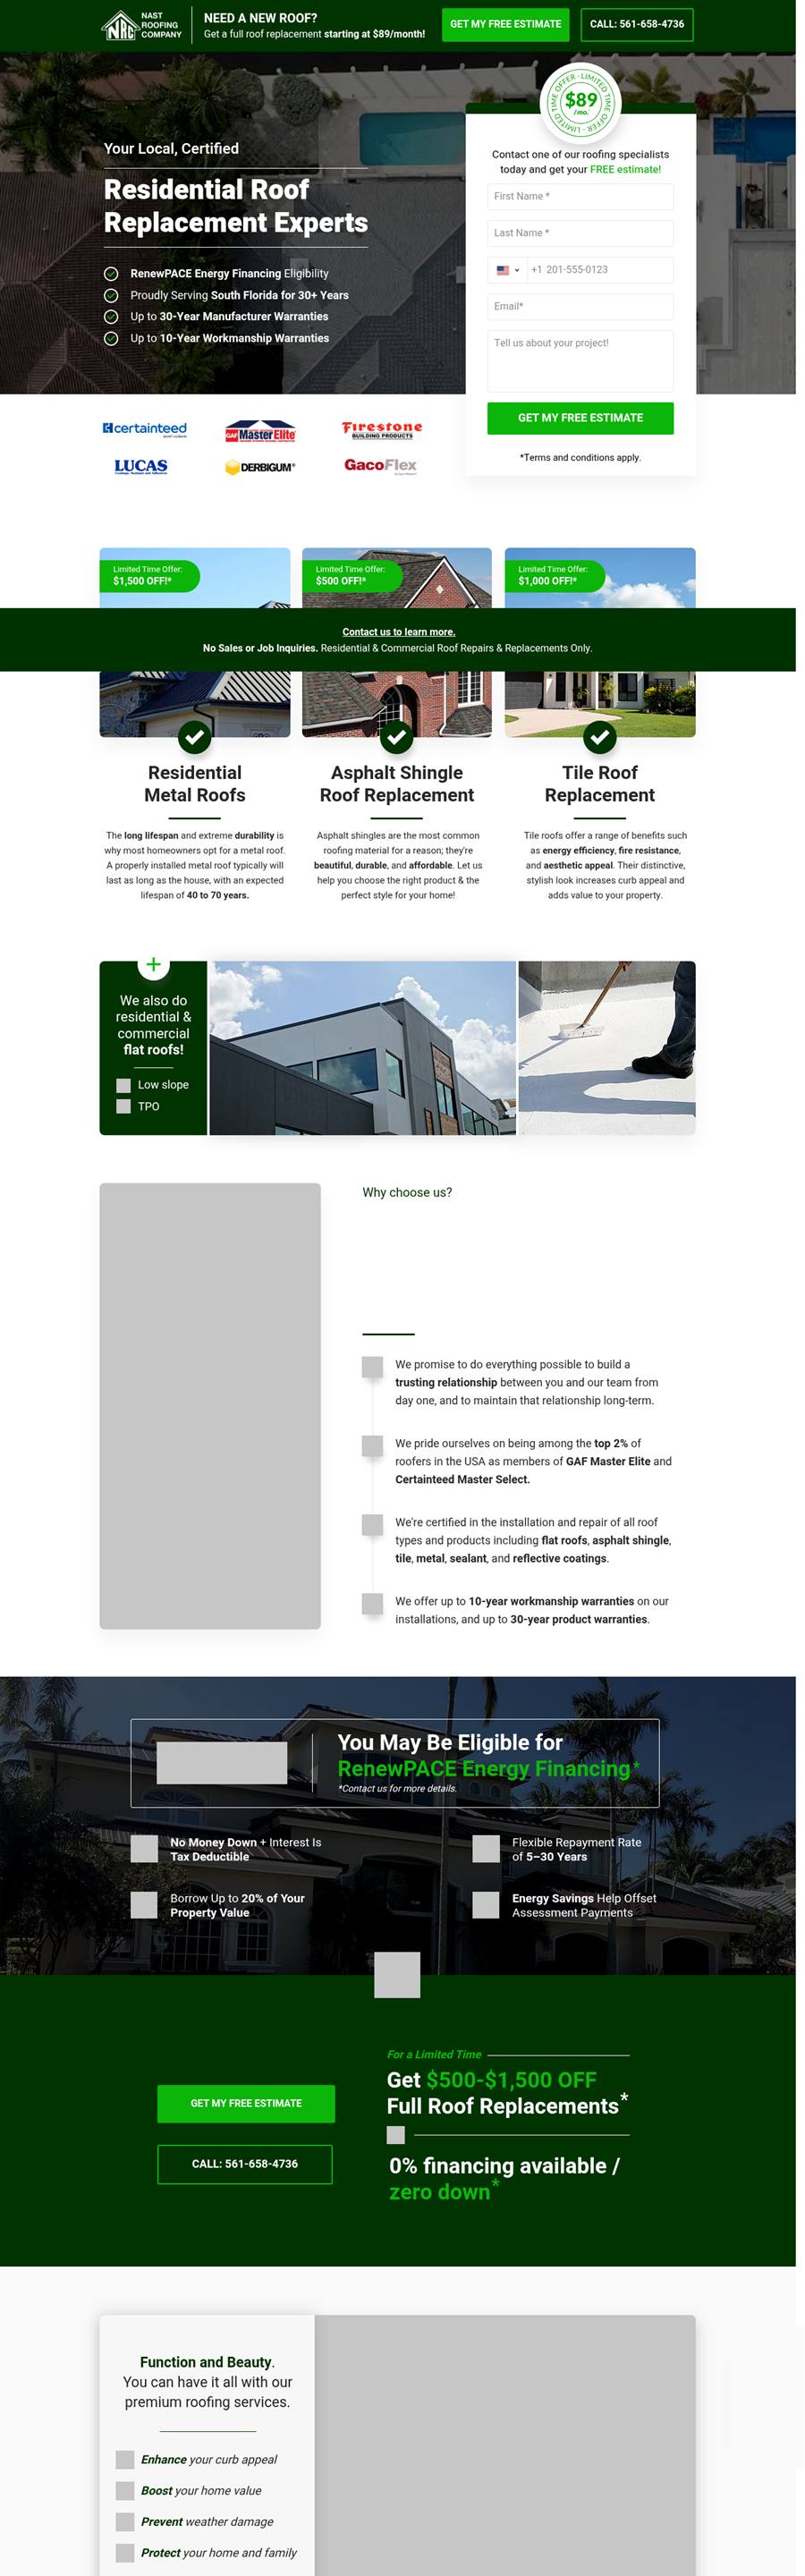 NAST
ROOFING
COMPANY
NRC
NEED A NEW ROOF?
Get a full roof replacement starting at $89/month!
GET MY FREE ESTIMATE
CALL: 561-658-4736
LIMITED TIME OFFER - LIMITED TIME OFFER -
$89
/mo.
Your Local, Certified
Residential Roof
Replacement Experts
RenewPACE Energy Financing Eligibility
Proudly Serving South Florida for 30+ Years
Up to 30-Year Manufacturer Warranties
Up to 10-Year Workmanship Warranties
Contact one of our roofing specialists
today and get your FREE estimate!
First Name *
Last Name *
+1 201-555-0123
Email*
Tell us about your project!
GET MY FREE ESTIMATE
*Terms and conditions apply.
certainteed
GAF Master Elite
Firestone
BUILDING PRODUCTS
LUCAS
DERBIGUM®
GacoFlex
Limited Time Offer:
$1,500 OFF!*
Limited Time Offer:
$500 OFF!*
Limited Time Offer:
$1,000 OFF!*
Contact us to learn more.
No Sales or Job Inquiries. Residential & Commercial Roof Repairs & Replacements Only.
Residential
Metal Roofs
The long lifespan and extreme durability is
why most homeowners opt for a metal roof.
A properly installed metal roof typically will
last as long as the house, with an expected
lifespan of 40 to 70 years.
Asphalt Shingle
Roof Replacement
Asphalt shingles are the most common
roofing material for a reason; they're
beautiful, durable, and affordable. Let us
help you choose the right product & the
perfect style for your home!
Tile Roof
Replacement
Tile roofs offer a range of benefits such
as energy efficiency, fire resistance,
and aesthetic appeal. Their distinctive,
stylish look increases curb appeal and
adds value to your property.
We also do
residential &
commercial
flat roofs!
Low slope
TPO
Why choose us?
We promise to do everything possible to build a
trusting relationship between you and our team from
day one, and to maintain that relationship long-term.
We pride ourselves on being among the top 2% of
roofers in the USA as members of GAF Master Elite and
Certainteed Master Select.
We're certified in the installation and repair of all roof
types and products including flat roofs, asphalt shingle,
tile, metal, sealant, and reflective coatings.
We offer up to 10-year workmanship warranties on our
installations, and up to 30-year product warranties.
You May Be Eligible for
RenewPACE Energy Financing*
*Contact us for more details.
No Money Down + Interest Is
Tax Deductible
Flexible Repayment Rate
of 5–30 Years
Borrow Up to 20% of Your
Property Value
Energy Savings Help Offset
Assessment Payments
GET MY FREE ESTIMATE
CALL: 561-658-4736
For a Limited Time
Get $500-$1,500 OFF
Full Roof Replacements*
0% financing available /
zero down*
Function and Beauty.
You can have it all with our
premium roofing services.
Enhance your curb appeal
Boost your home value
Prevent weather damage
Protect your home and family